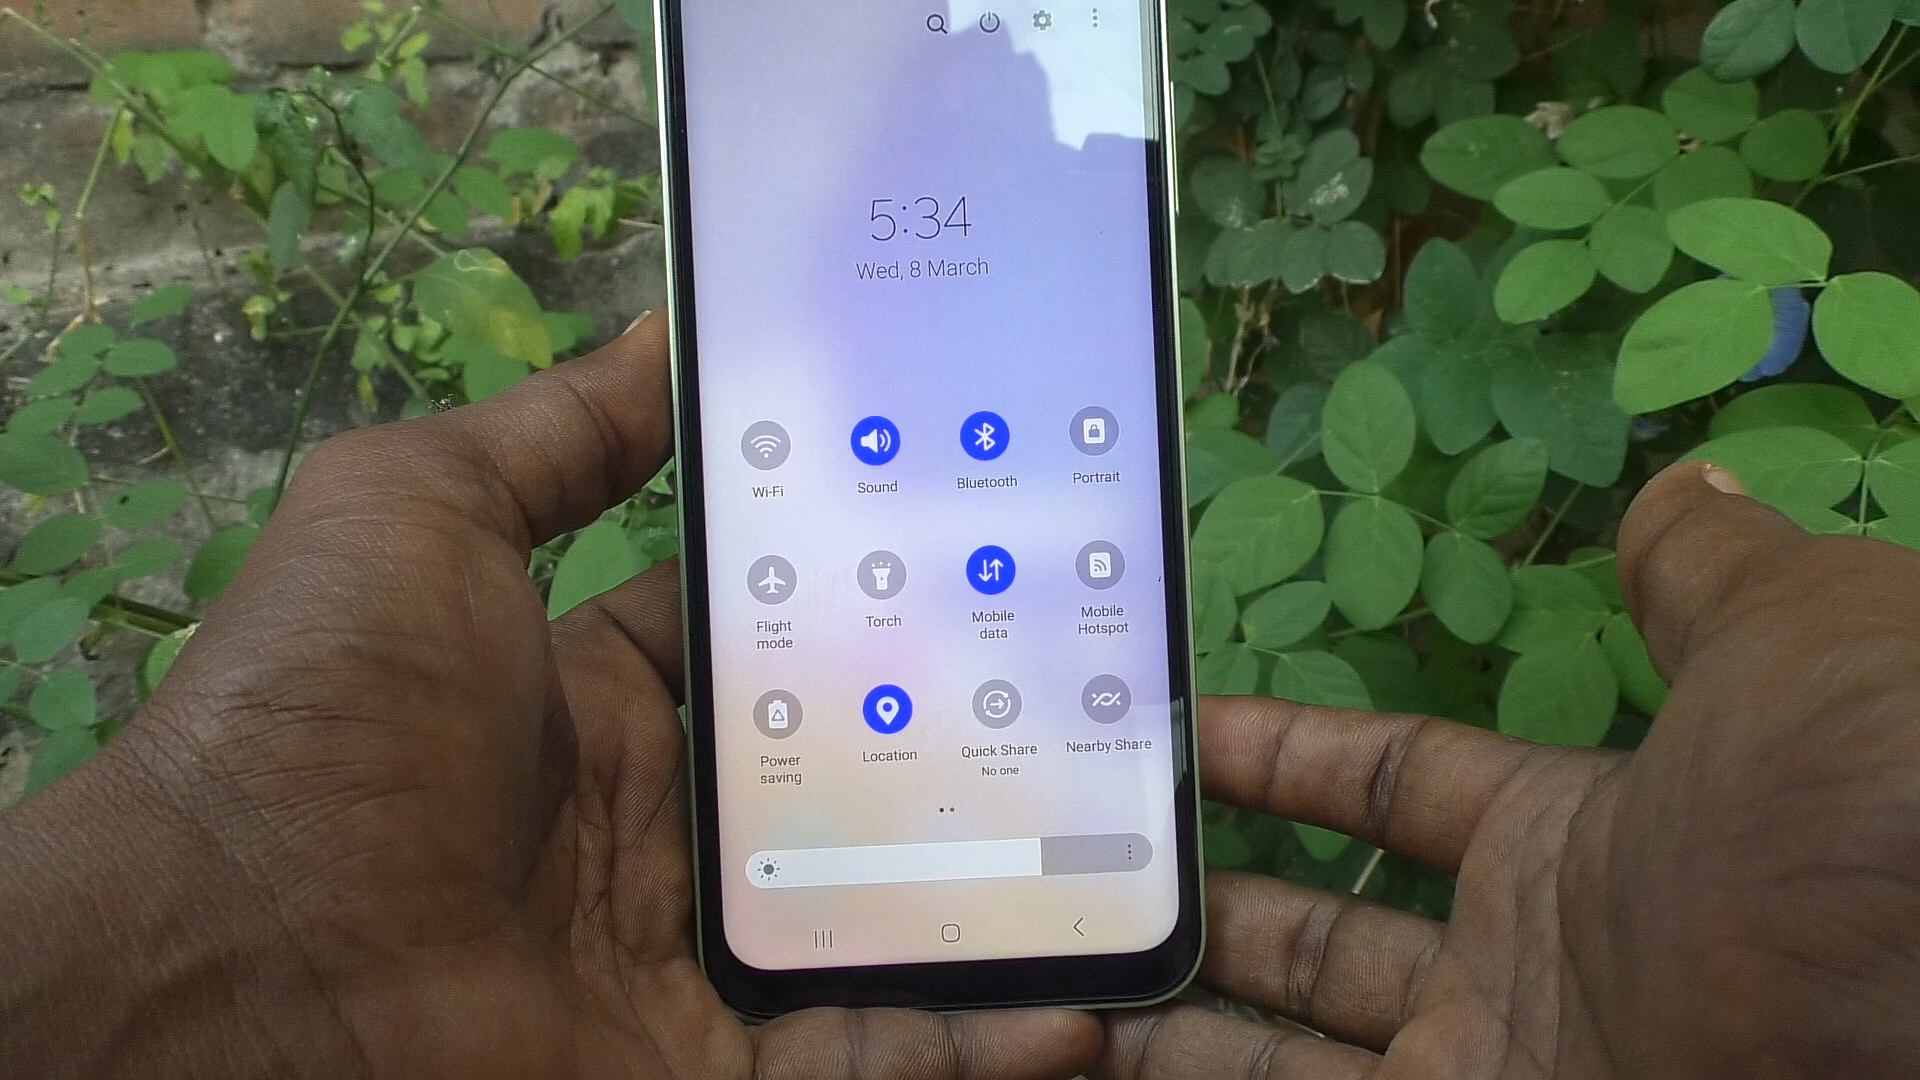 5:34
Wed, 8 March
Wi-Fi
Sound
Bluetooth
Portrait
Flight
mode
Torch
Mobile
data
Mobile
Hotspot
Power
saving
Location
Quick Share
No one
Nearby Share